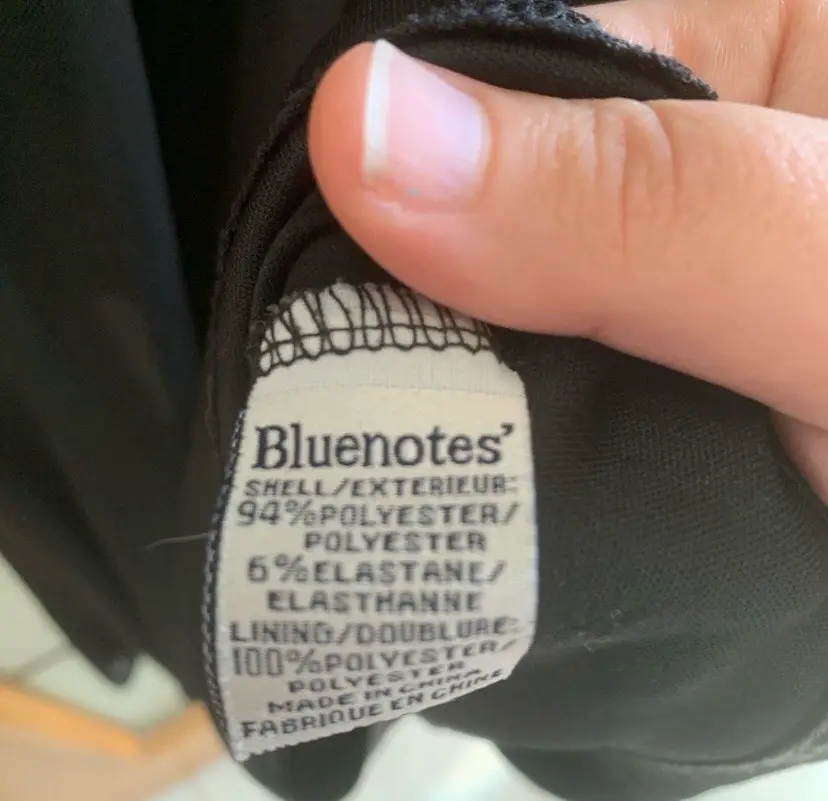 Bluenotes'
SHELL/EXTERIEUR:
94%POLYESTER/
POLYESTER
6%ELASTANE/
ELASTHANNE
LINING/DOUBLURE:
100%POLYESTER/
POLYESTER
MADE IN CHINA
FABRIQUE EN CHINE